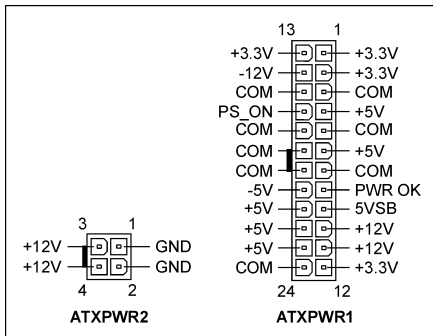 13 1
+3.3V +3.3V
-12V +3.3V
COM COM
PS_ON +5V
COM COM
COM +5V
COM COM
-5V PWR OK
+5V 5VSB
+5V +12V
+5V +12V
COM +3.3V
24 12
ATXPWR1
3 1
+12V GND
+12V GND
4 2
ATXPWR2